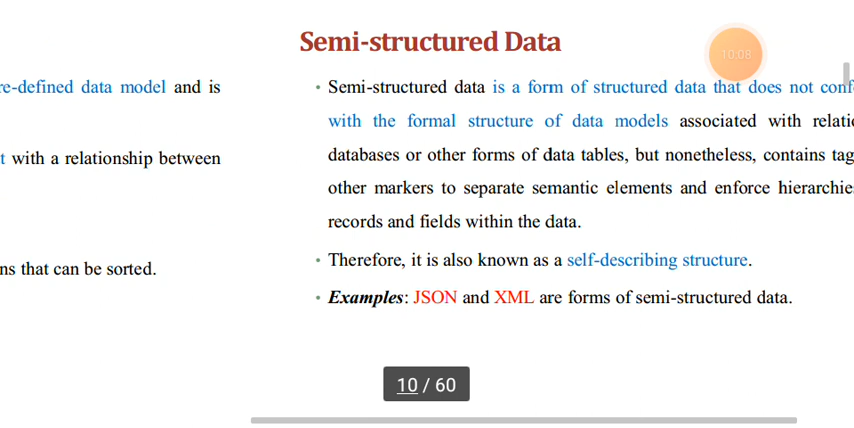 Semi-structured Data
10:08
re-defined data model and is
t with a relationship between
ns that can be sorted.
• Semi-structured data is a form of structured data that does not conf
with the formal structure of data models associated with relatio
databases or other forms of data tables, but nonetheless, contains tag
other markers to separate semantic elements and enforce hierarchie
records and fields within the data.
• Therefore, it is also known as a self-describing structure.
• Examples: JSON and XML are forms of semi-structured data.
10 / 60